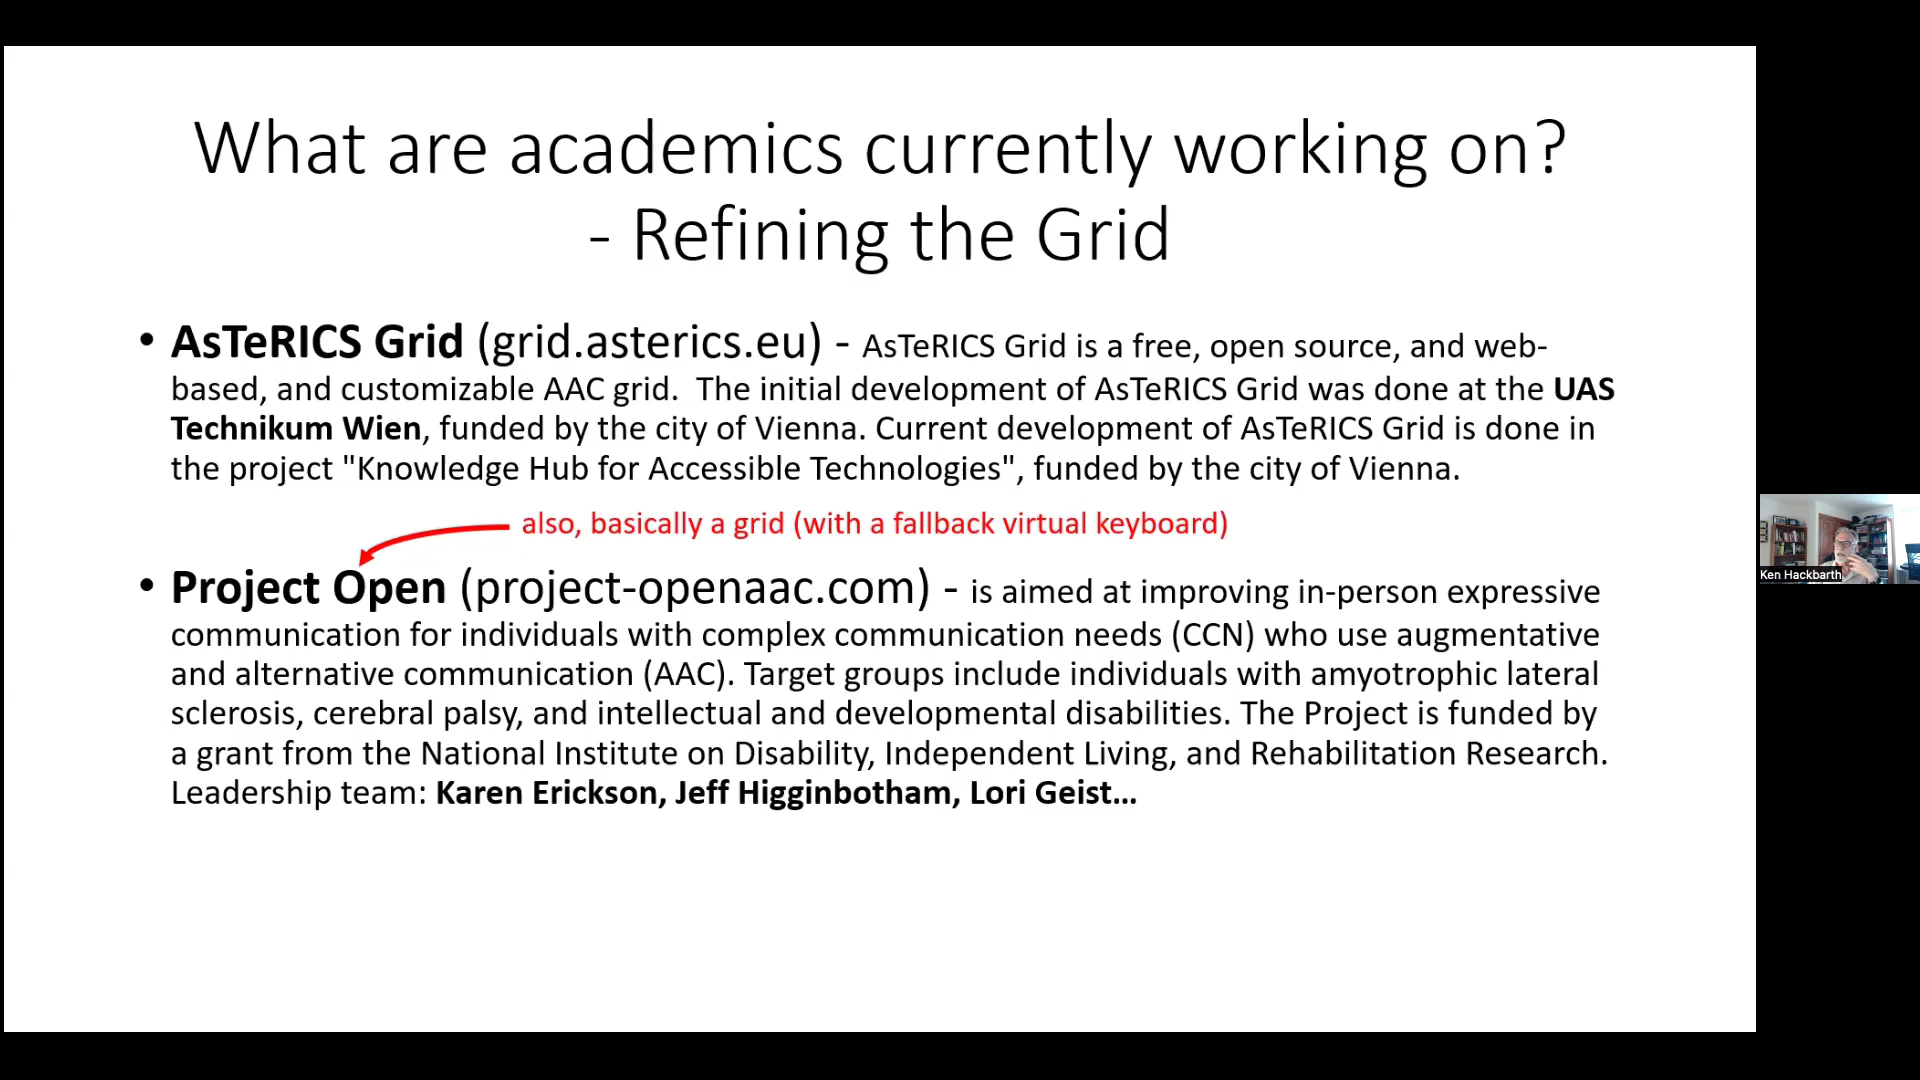 What are academics currently working on?
- Refining the Grid
• AsTeRICS Grid (grid.asterics.eu) - AsTeRICS Grid is a free, open source, and web-
based, and customizable AAC grid.  The initial development of AsTeRICS Grid was done at the UAS
Technikum Wien, funded by the city of Vienna. Current development of AsTeRICS Grid is done in
the project "Knowledge Hub for Accessible Technologies", funded by the city of Vienna.
also, basically a grid (with a fallback virtual keyboard)
• Project Open (project-openaac.com) - is aimed at improving in-person expressive
communication for individuals with complex communication needs (CCN) who use augmentative
and alternative communication (AAC). Target groups include individuals with amyotrophic lateral
sclerosis, cerebral palsy, and intellectual and developmental disabilities. The Project is funded by
a grant from the National Institute on Disability, Independent Living, and Rehabilitation Research.
Leadership team: Karen Erickson, Jeff Higginbotham, Lori Geist...
Ken Hackbarth